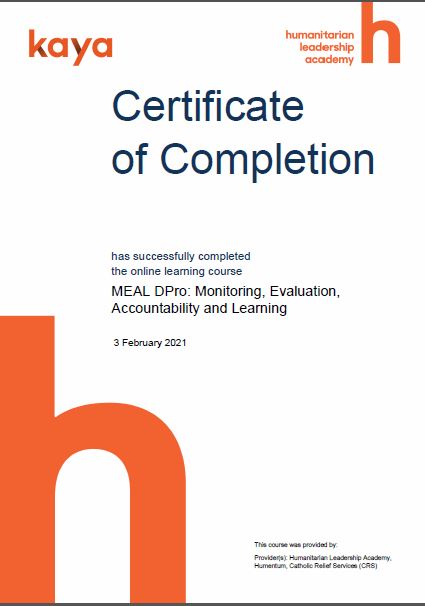 kaya
humanitarian
leadership
academy
h
Certificate
of Completion
has successfully completed
the online learning course
MEAL DPro: Monitoring, Evaluation,
Accountability and Learning
3 February 2021
h
This course was provided by:
Provider(s): Humanitarian Leadership Academy,
Humentum, Catholic Relief Services (CRS)